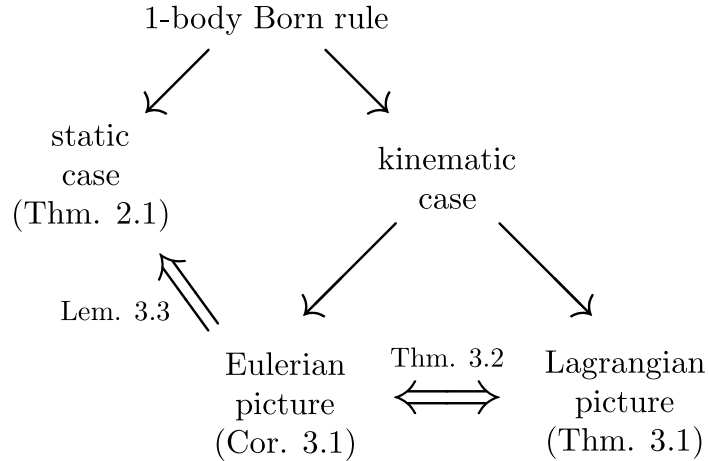 1-body Born rule
static
case
(Thm. 2.1)
kinematic
case
Lem. 3.3
Eulerian
picture
(Cor. 3.1)
Thm. 3.2
Lagrangian
picture
(Thm. 3.1)